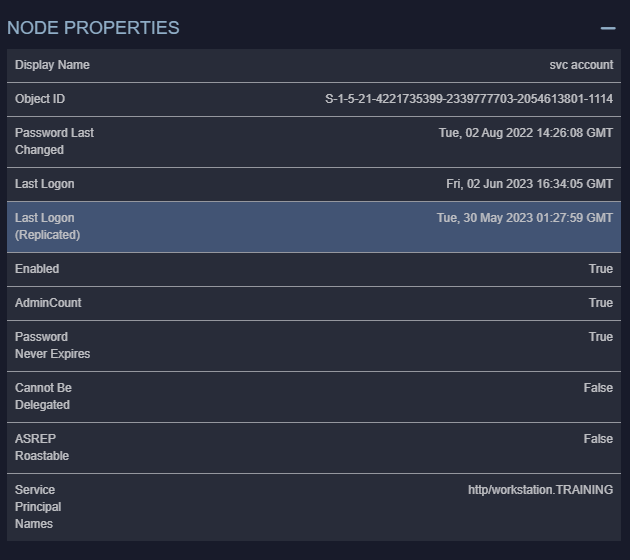 NODE PROPERTIES
Display Name svc account
Object ID S-1-5-21-4221735399-2339777703-2054613801-1114
Password Last Tue, 02 Aug 2022 14:26:08 GMT
Changed
Last Logon Fri, 02 Jun 2023 16:34:05 GMT
Last Logon Tue, 30 May 2023 01:27:59 GMT
(Replicated)
Enabled True
AdminCount True
Password True
Never Expires
Cannot Be False
Delegated
ASREP False
Roastable
Service http/workstation.TRAINING
Principal
Names